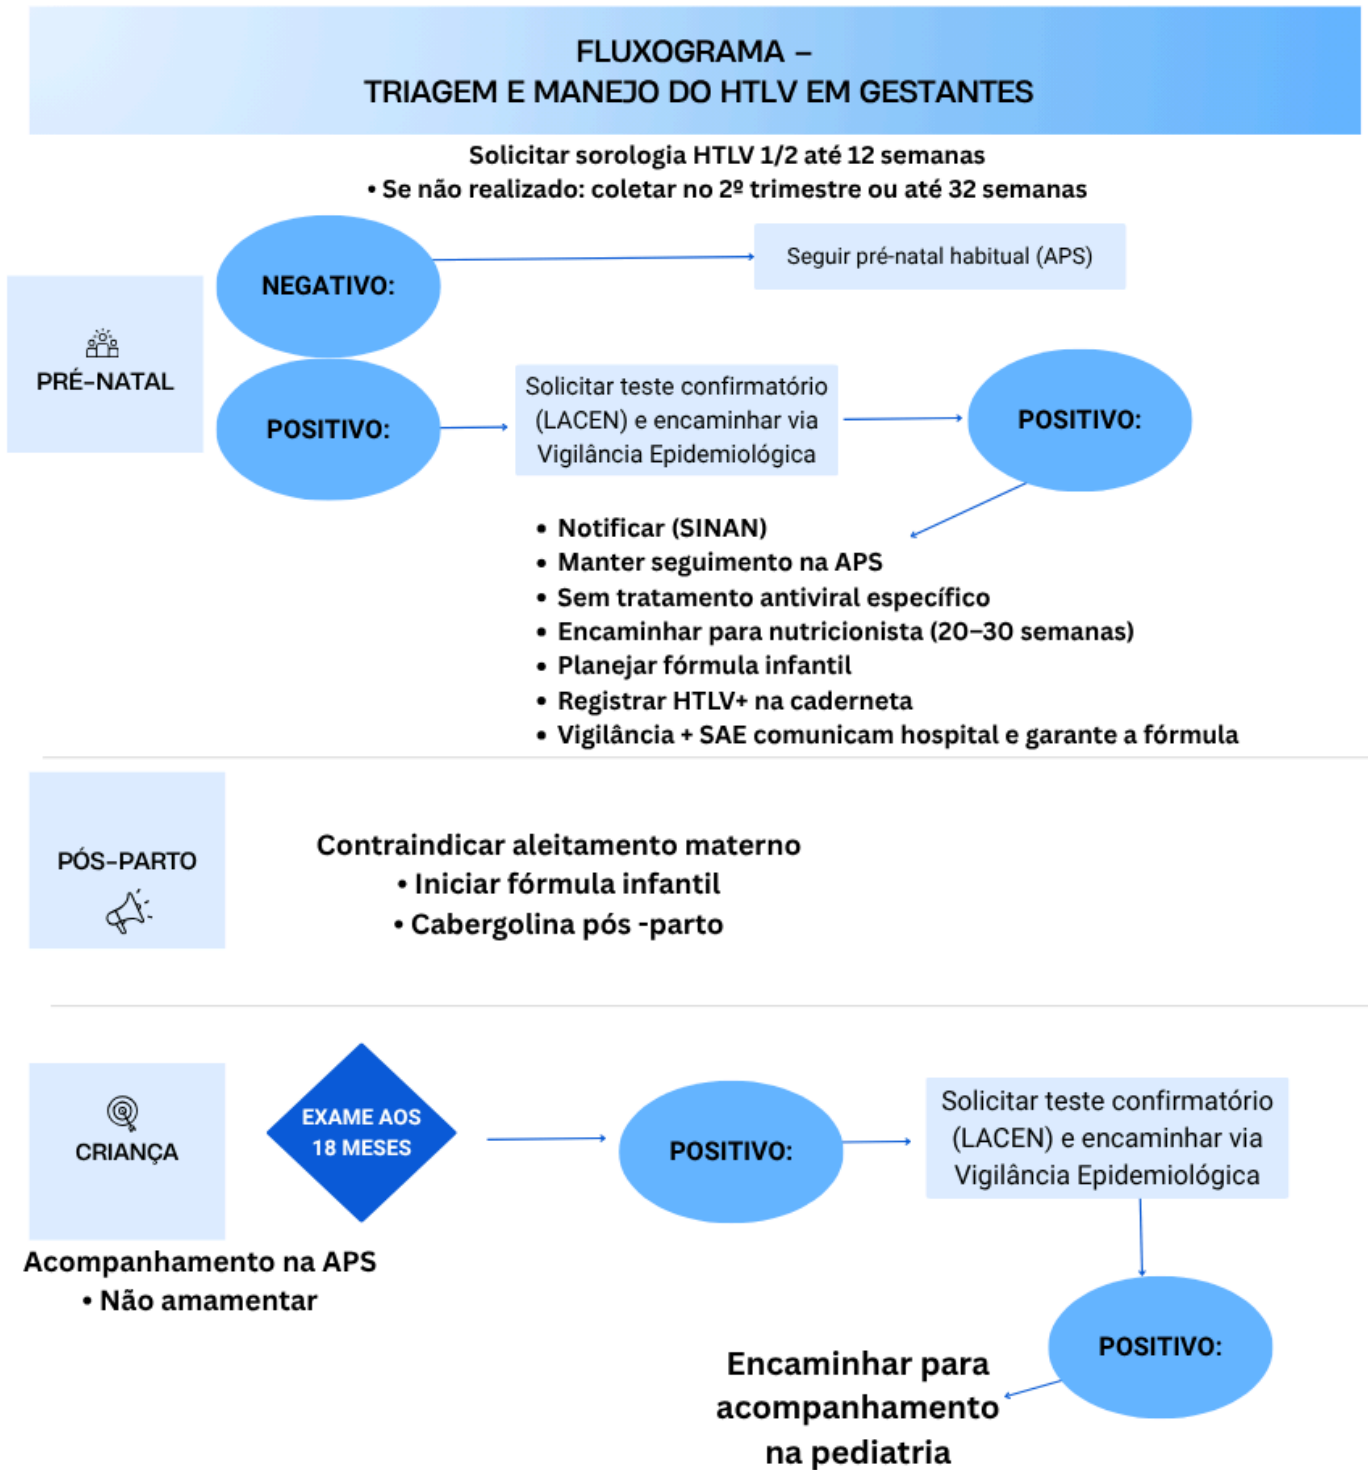 FLUXOGRAMA –
TRIAGEM E MANEJO DO HTLV EM GESTANTES
Solicitar sorologia HTLV 1/2 até 12 semanas
• Se não realizado: coletar no 2º trimestre ou até 32 semanas
PRÉ-NATAL
NEGATIVO:
Seguir pré-natal habitual (APS)
POSITIVO:
Solicitar teste confirmatório
(LACEN) e encaminhar via
Vigilância Epidemiológica
POSITIVO:
• Notificar (SINAN)
• Manter seguimento na APS
• Sem tratamento antiviral específico
• Encaminhar para nutricionista (20–30 semanas)
• Planejar fórmula infantil
• Registrar HTLV+ na caderneta
• Vigilância + SAE comunicam hospital e garante a fórmula
PÓS-PARTO
Contraindicar aleitamento materno
• Iniciar fórmula infantil
• Cabergolina pós -parto
CRIANÇA
Acompanhamento na APS
• Não amamentar
EXAME AOS
18 MESES
POSITIVO:
Solicitar teste confirmatório
(LACEN) e encaminhar via
Vigilância Epidemiológica
POSITIVO:
Encaminhar para
acompanhamento
na pediatria